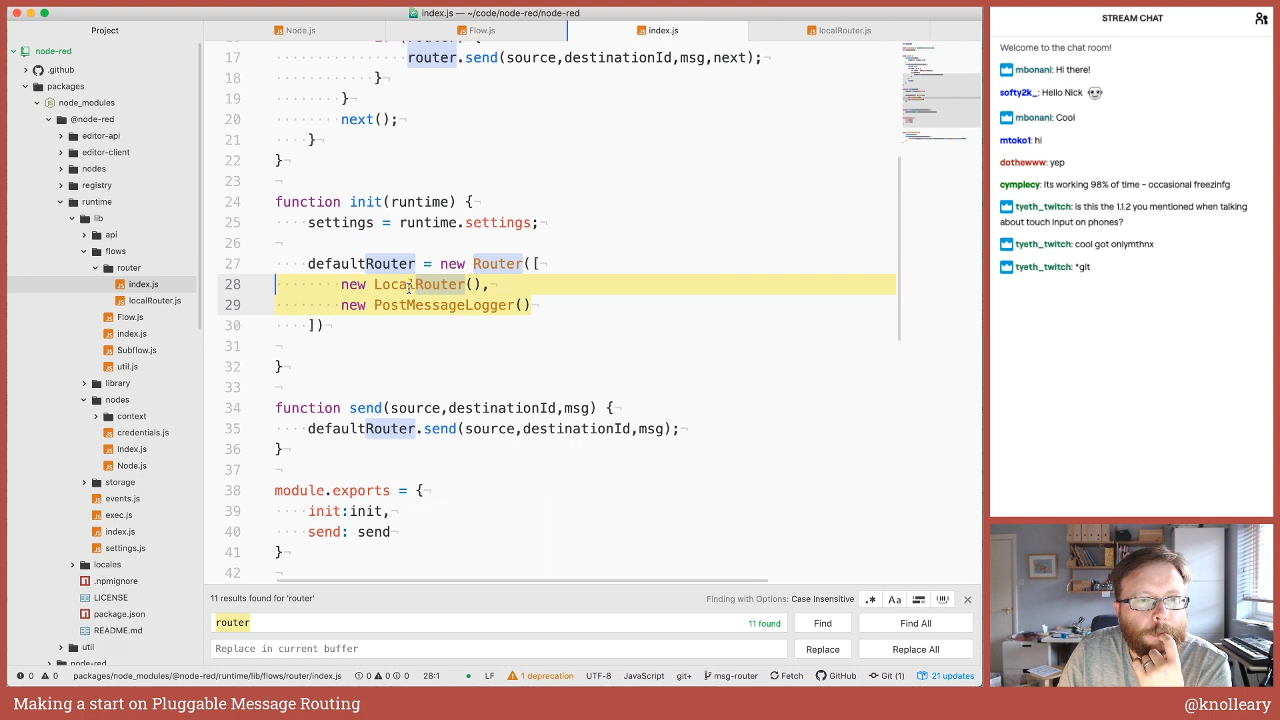 index.js — ~/code/node-red/node-red
Project
Node.js
Flow.js
index.js
localRouter.js
node-red
.github
packages
node_modules
@node-red
editor-api
editor-client
nodes
registry
runtime
lib
api
flows
router
index.js
localRouter.js
Flow.js
index.js
Subflow.js
util.js
library
nodes
context
credentials.js
index.js
Node.js
storage
events.js
exec.js
index.js
settings.js
locales
.npmignore
LICENSE
package.json
README.md
util
17 router.send(source,destinationId,msg,next);
18 }
19 }
20 next();
21 }
22 }
23
24 function init(runtime) {
25 settings = runtime.settings;
26
27 defaultRouter = new Router([
28 new LocalRouter(),
29 new PostMessageLogger()
30 ])
31
32 }
33
34 function send(source,destinationId,msg) {
35 defaultRouter.send(source,destinationId,msg);
36 }
37
38 module.exports = {
39 init:init,
40 send: send
41 }
42
11 results found for 'router'
Finding with Options: Case Insensitive
.*
Aa
router
11 found
Find
Find All
Replace in current buffer
Replace
Replace All
0 0 0 packages/node_modules/@node-red/runtime/lib/flows/router/index.js 0 0 0 28:1
LF
1 deprecation
UTF-8
JavaScript
git+
msg-router
Fetch
GitHub
Git (1)
21 updates
STREAM CHAT
Welcome to the chat room!
mbonani: Hi there!
softy2k_: Hello Nick
mbonani: Cool
mtoko1: hi
dothewww: yep
cymplecy: Its working 98% of time - occasional freezinfg
tyeth_twitch: is this the 1.1.2 you mentioned when talking
about touch input on phones?
tyeth_twitch: cool got onlymthnx
tyeth_twitch: *git
Making a start on Pluggable Message Routing
@knolleary